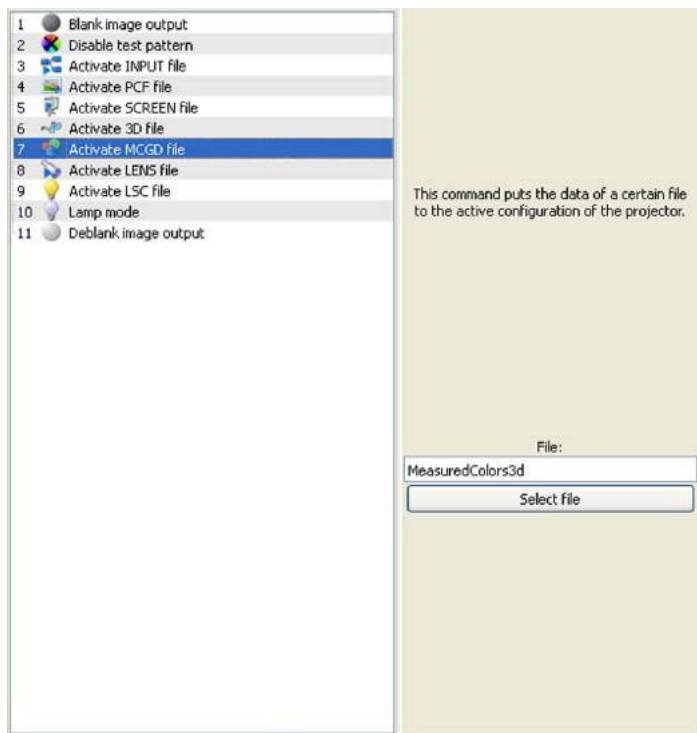 1 Blank image output
2 Disable test pattern
3 Activate INPUT file
4 Activate PCF file
5 Activate SCREEN file
6 Activate 3D file
7 Activate MCGD file
8 Activate LENS file
9 Activate LSC file
10 Lamp mode
11 Deblank image output
This command puts the data of a certain file
to the active configuration of the projector.
File:
MeasuredColors3d
Select file